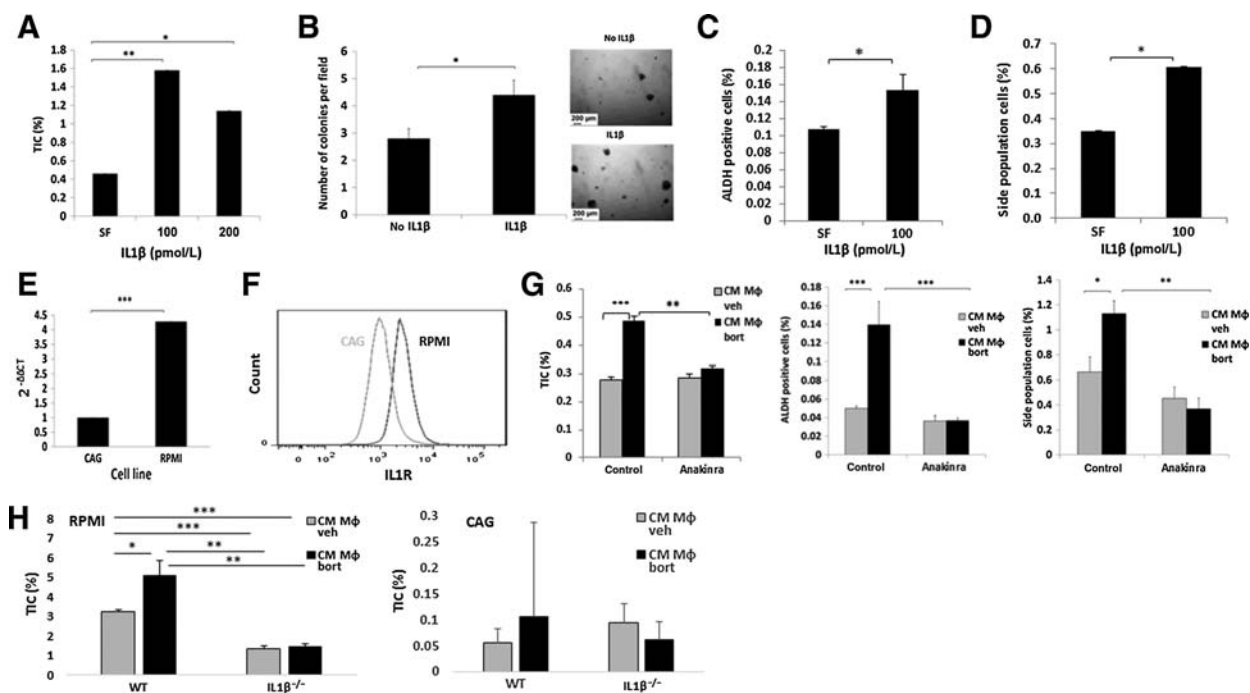 A
*
**
1.8
1.6
1.4
1.2
1
0.8
0.6
0.4
0.2
0
TIC (%)
SF 100 200
IL1β (pmol/L)
B
*
6
5
4
3
2
1
0
Number of colonies per field
No IL1β IL1β
No IL1β
200 µm
IL1β
200 µm
C
*
0.2
0.18
0.16
0.14
0.12
0.1
0.08
0.06
0.04
0.02
0
ALDH positive cells (%)
SF 100
IL1β (pmol/L)
D
*
0.7
0.6
0.5
0.4
0.3
0.2
0.1
0.0
Side population cells (%)
SF 100
IL1β (pmol/L)
E
***
4.5
4
3.5
3
2.5
2
1.5
1
0.5
0
2^-ΔΔCT
CAG RPMI
Cell line
F
CAG RPMI
Count
0
0 10^2 10^3 10^4 10^5
IL1R
G
CM Mϕ
veh
CM Mϕ
bort
*** **
0.6
0.5
0.4
0.3
0.2
0.1
0
TIC (%)
Control Anakinra
*** ***
CM Mϕ
veh
CM Mϕ
bort
0.18
0.16
0.14
0.12
0.1
0.08
0.06
0.04
0.02
0
ALDH positive cells (%)
Control Anakinra
* **
CM Mϕ
veh
CM Mϕ
bort
1.4
1.2
1
0.8
0.6
0.4
0.2
0
Side population cells (%)
Control Anakinra
H
RPMI
***
***
* **
**
CM Mϕ
veh
CM Mϕ
bort
8
7
6
5
4
3
2
1
0
TIC (%)
WT IL1β-/-
CAG
CM Mϕ
veh
CM Mϕ
bort
0.3
0.25
0.2
0.15
0.1
0.05
0
TIC (%)
WT IL1β-/-